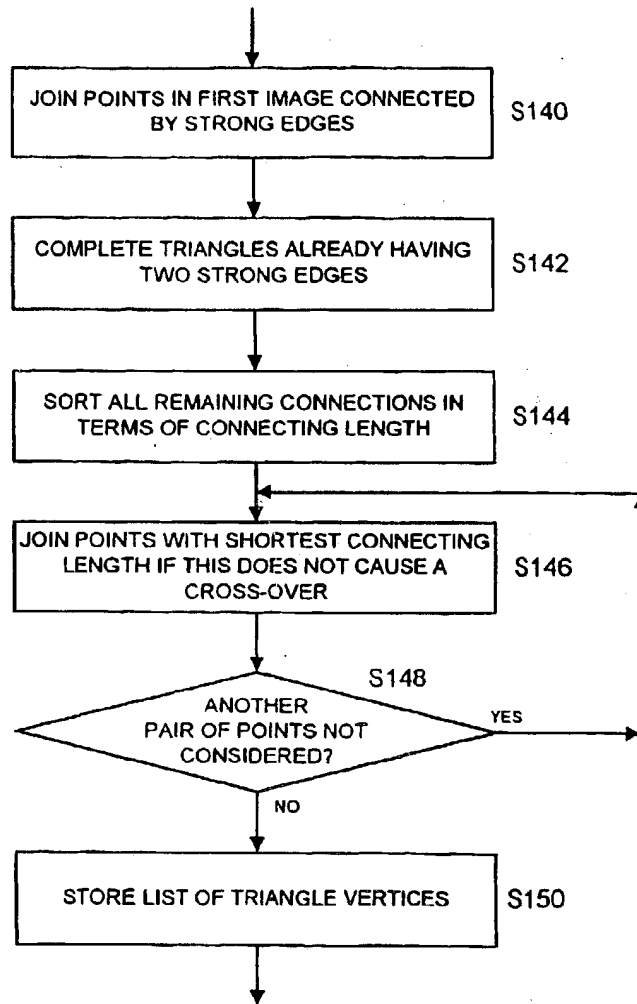 JOIN POINTS IN FIRST IMAGE CONNECTED
BY STRONG EDGES
S140
COMPLETE TRIANGLES ALREADY HAVING
TWO STRONG EDGES
S142
SORT ALL REMAINING CONNECTIONS IN
TERMS OF CONNECTING LENGTH
S144
JOIN POINTS WITH SHORTEST CONNECTING
LENGTH IF THIS DOES NOT CAUSE A
CROSS-OVER
S146
S148
ANOTHER
PAIR OF POINTS NOT
CONSIDERED?
YES
NO
STORE LIST OF TRIANGLE VERTICES
S150